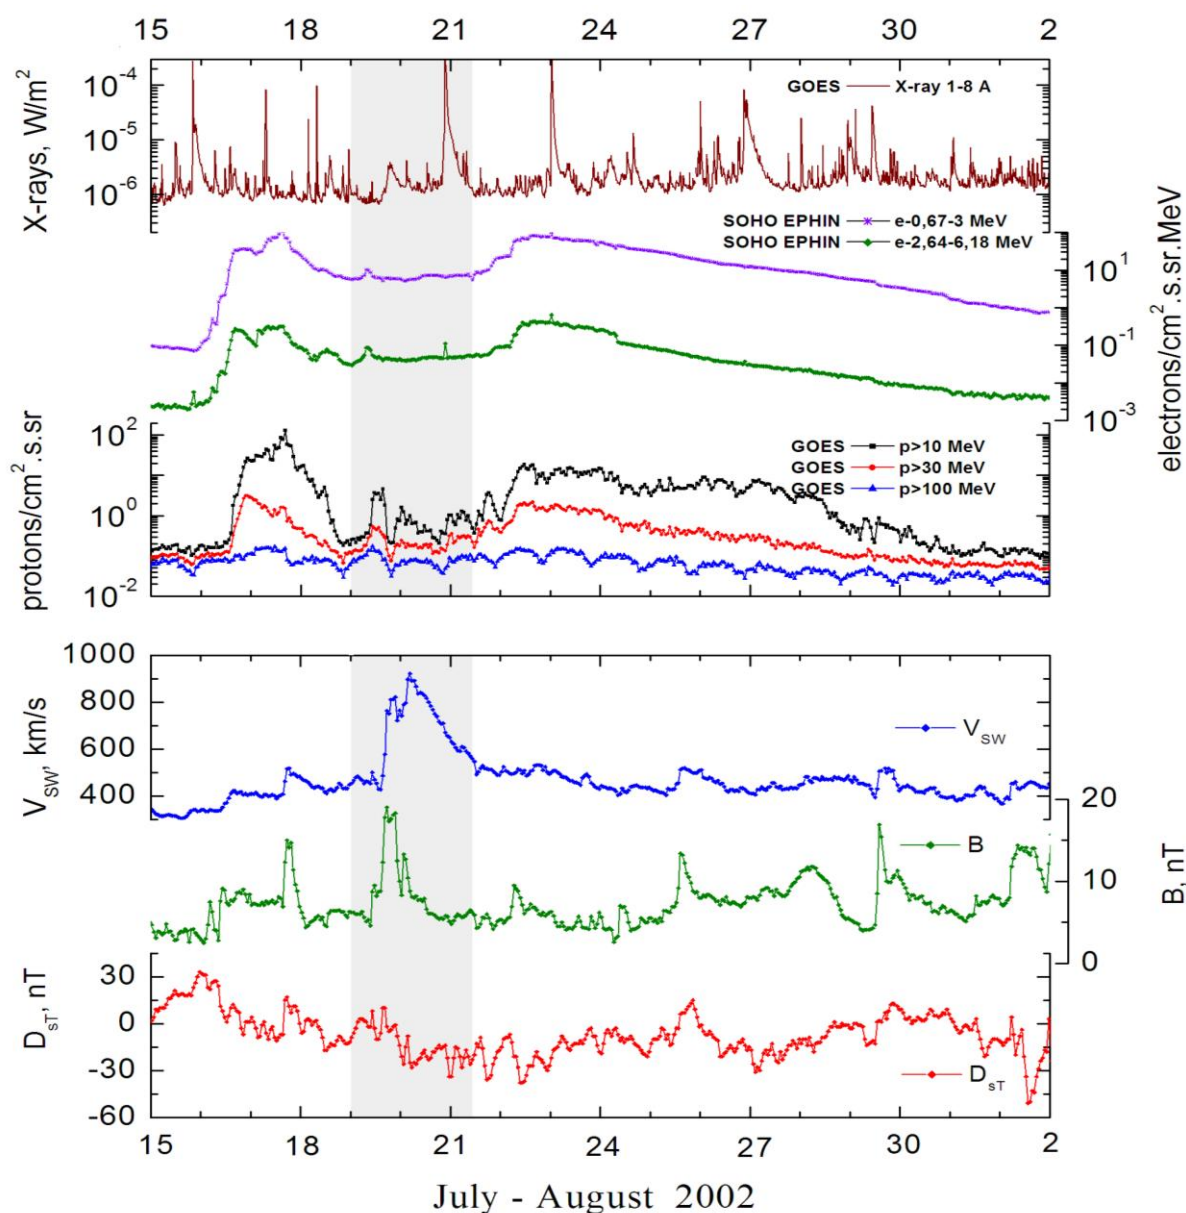 15 18 21 24 27 30 2
X-rays, W/m²
10⁻⁴
10⁻⁵
10⁻⁶
GOES X-ray 1-8 A
SOHO EPHIN e-0,67-3 MeV
SOHO EPHIN e-2,64-6,18 MeV
10¹
10⁻¹
10⁻³
electrons/cm².s.sr.MeV
protons/cm².s.sr
10²
10⁰
10⁻²
GOES p>10 MeV
GOES p>30 MeV
GOES p>100 MeV
V_SW, km/s
1000
800
600
400
V_SW
20
10
0
B, nT
B
D_sT, nT
30
0
-30
-60
D_sT
15 18 21 24 27 30 2
July - August 2002